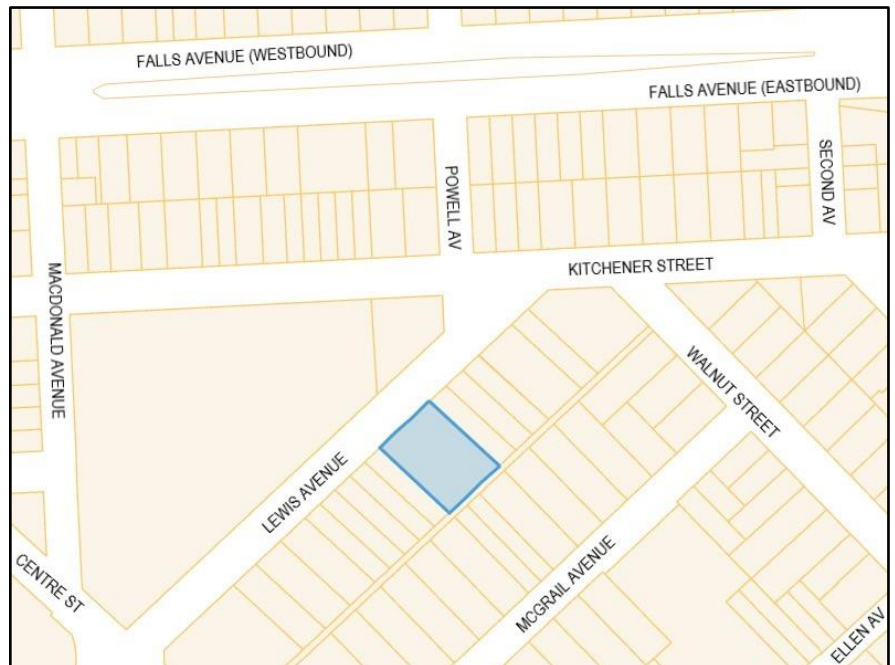 FALLS AVENUE (WESTBOUND)
FALLS AVENUE (EASTBOUND)
SECOND AV
POWELL AV
KITCHENER STREET
MACDONALD AVENUE
WALNUT STREET
LEWIS AVENUE
CENTRE ST
MCGRAIL AVENUE
ELLEN AV